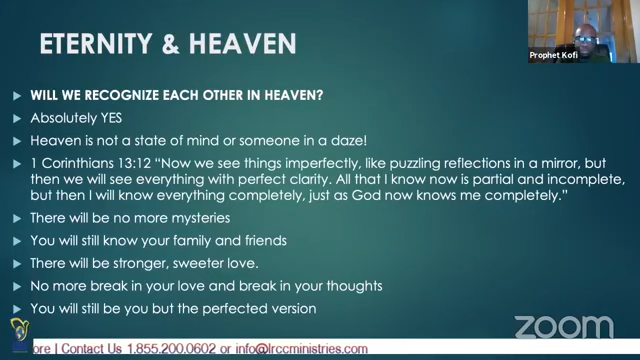 ETERNITY & HEAVEN
Prophet Kofi
WILL WE RECOGNIZE EACH OTHER IN HEAVEN?
Absolutely YES
Heaven is not a state of mind or someone in a daze!
1 Corinthians 13:12 “Now we see things imperfectly, like puzzling reflections in a mirror, but
then we will see everything with perfect clarity. All that I know now is partial and incomplete,
but then I will know everything completely, just as God now knows me completely.”
There will be no more mysteries
You will still know your family and friends
There will be stronger, sweeter love.
No more break in your love and break in your thoughts
You will still be you but the perfected version
zoom
ore | Contact Us 1.855.200.0602 or info@lrccministries.com